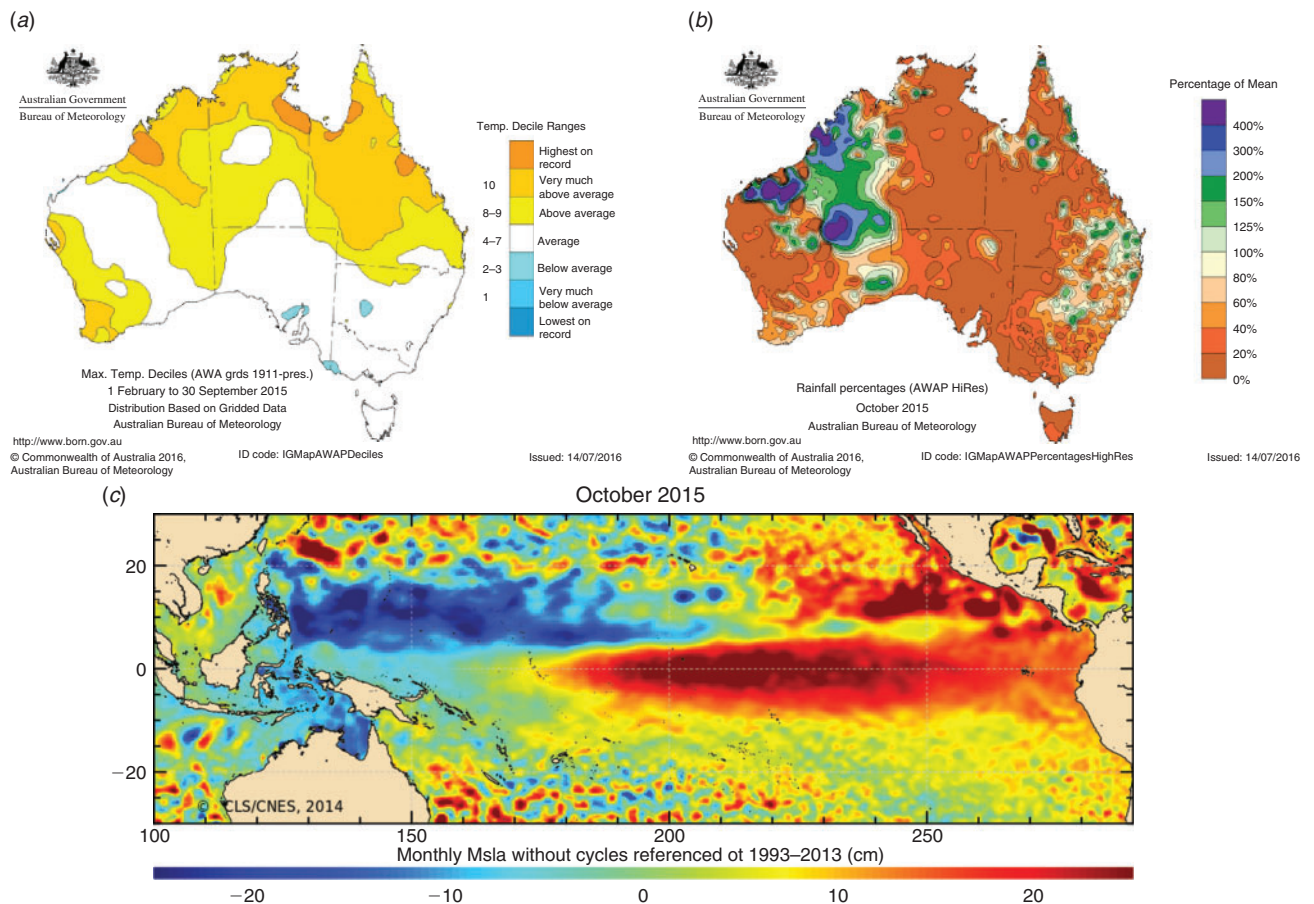 (a)
Australian Government
Bureau of Meteorology
Temp. Decile Ranges
Highest on
record
10
Very much
above average
8–9
Above average
4–7
Average
2–3
Below average
1
Very much
below average
Lowest on
record
Max. Temp. Deciles (AWA grds 1911-pres.)
1 February to 30 September 2015
Distribution Based on Gridded Data
Australian Bureau of Meteorology
http://www.born.gov.au
© Commonwealth of Australia 2016,
Australian Bureau of Meteorology
ID code: IGMapAWAPDeciles
Issued: 14/07/2016
(b)
Australian Government
Bureau of Meteorology
Percentage of Mean
400%
300%
200%
150%
125%
100%
80%
60%
40%
20%
0%
Rainfall percentages (AWAP HiRes)
October 2015
Australian Bureau of Meteorology
http://www.born.gov.au
© Commonwealth of Australia 2016,
Australian Bureau of Meteorology
ID code: IGMapAWAPPercentagesHighRes
Issued: 14/07/2016
(c)
October 2015
20
0
−20
© CLS/CNES, 2014
100 150 200 250
Monthly Msla without cycles referenced ot 1993–2013 (cm)
−20 −10 0 10 20